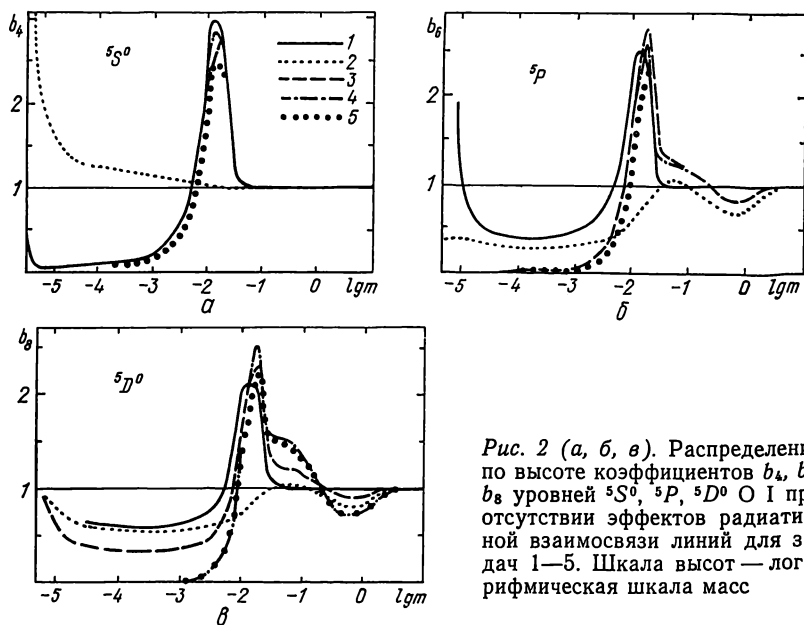 b₄
⁵S⁰
1
2
3
4
5
2
1
-5 -4 -3 -2 -1 0 lgm
а
b₆
⁵P
2
1
-5 -4 -3 -2 -1 0 lgm
б
b₈
⁵D⁰
2
1
-5 -4 -3 -2 -1 0 lgm
в
Рис. 2 (а, б, в). Распределени
по высоте коэффициентов b₄, b
b₈ уровней ⁵S⁰, ⁵P, ⁵D⁰ O I пр
отсутствии эффектов радиати
ной взаимосвязи линий для з
дач 1—5. Шкала высот — лог
рифмическая шкала масс